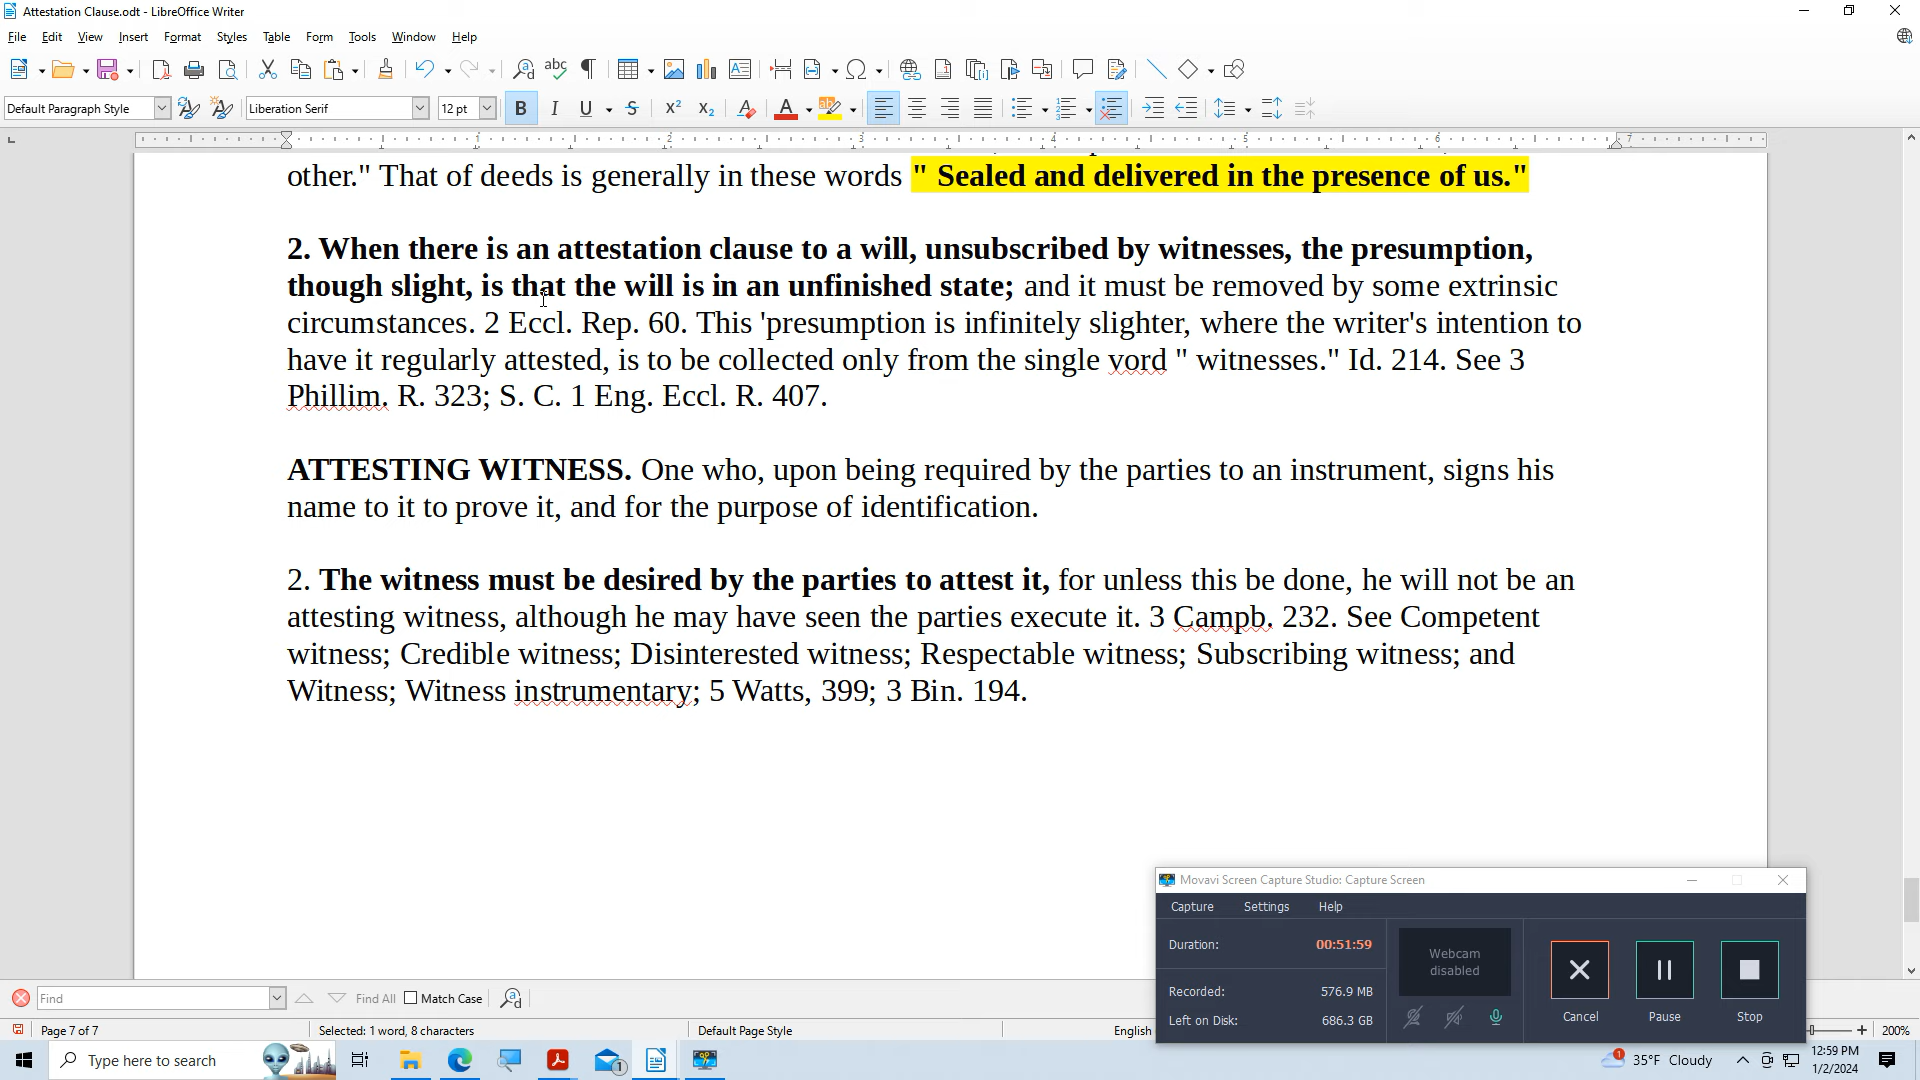 Attestation Clause.odt - LibreOffice Writer
File Edit View Insert Format Styles Table Form Tools Window Help
Default Paragraph Style Liberation Serif 12 pt
other." That of deeds is generally in these words " Sealed and delivered in the presence of us."
2. When there is an attestation clause to a will, unsubscribed by witnesses, the presumption,
though slight, is that the will is in an unfinished state; and it must be removed by some extrinsic
circumstances. 2 Eccl. Rep. 60. This 'presumption is infinitely slighter, where the writer's intention to
have it regularly attested, is to be collected only from the single vord " witnesses." Id. 214. See 3
Phillim. R. 323; S. C. 1 Eng. Eccl. R. 407.
ATTESTING WITNESS. One who, upon being required by the parties to an instrument, signs his
name to it to prove it, and for the purpose of identification.
2. The witness must be desired by the parties to attest it, for unless this be done, he will not be an
attesting witness, although he may have seen the parties execute it. 3 Campb. 232. See Competent
witness; Credible witness; Disinterested witness; Respectable witness; Subscribing witness; and
Witness; Witness instrumentary; 5 Watts, 399; 3 Bin. 194.
Movavi Screen Capture Studio: Capture Screen
Capture Settings Help
Duration: 00:51:59
Webcam
disabled
Recorded: 576.9 MB
Left on Disk: 686.3 GB
Cancel Pause Stop
Find Find All Match Case
Page 7 of 7 Selected: 1 word, 8 characters Default Page Style English 200%
Type here to search
35°F Cloudy
12:59 PM
1/2/2024